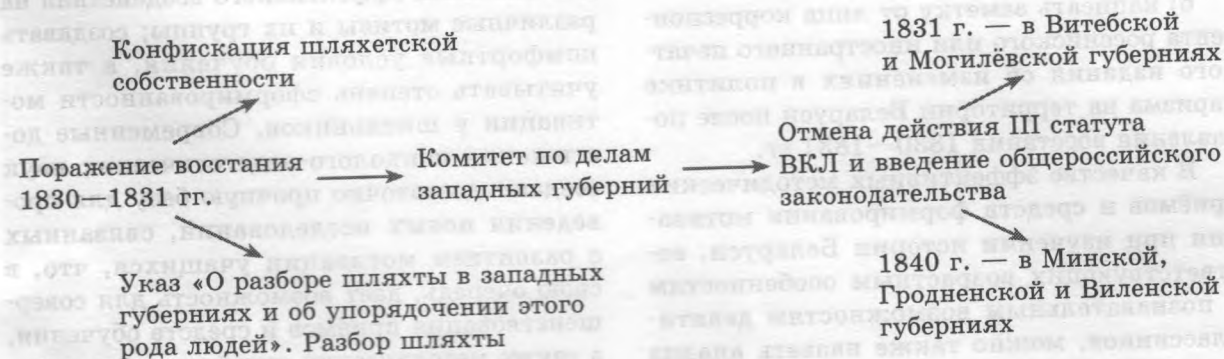 Конфискация шляхетской
собственности
Поражение восстания
1830—1831 гг.
Указ «О разборе шляхты в западных
губерниях и об упорядочении этого
рода людей». Разбор шляхты
Комитет по делам
западных губерний
1831 г. — в Витебской
и Могилёвской губерниях
Отмена действия III статута
ВКЛ и введение общероссийского
законодательства
1840 г. — в Минской,
Гродненской и Виленской
губерниях